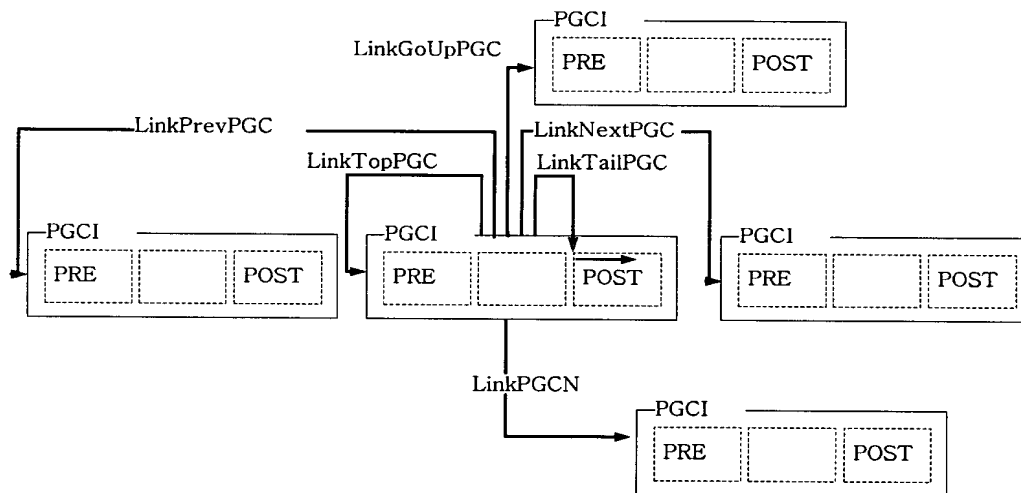 PGCI
LinkGoUpPGC
PRE
POST
LinkPrevPGC
LinkNextPGC
LinkTopPGC
LinkTailPGC
PGCI
PRE
POST
PGCI
PRE
POST
PGCI
PRE
POST
LinkPGCN
PGCI
PRE
POST